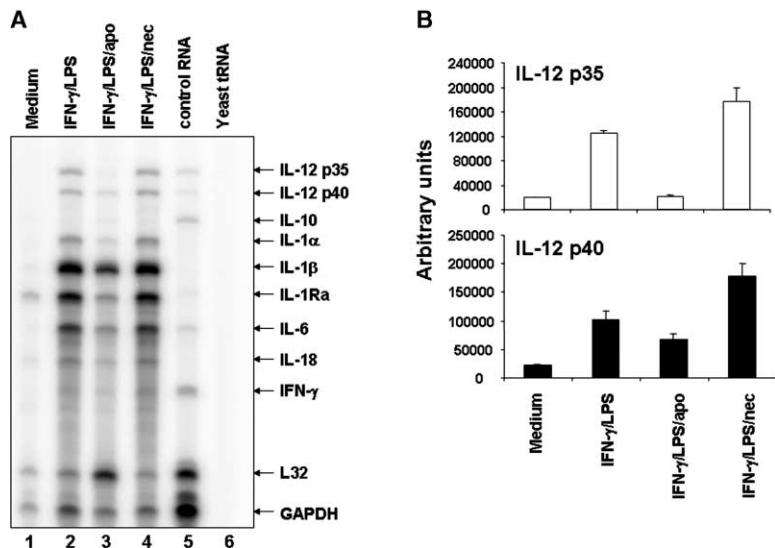 A
Medium
IFN-γ/LPS
IFN-γ/LPS/apo
IFN-γ/LPS/nec
control RNA
Yeast tRNA
IL-12 p35
IL-12 p40
IL-10
IL-1α
IL-1β
IL-1Ra
IL-6
IL-18
IFN-γ
L32
GAPDH
1 2 3 4 5 6
B
Arbitrary units
IL-12 p35
240000
200000
160000
120000
80000
40000
0
IL-12 p40
250000
200000
150000
100000
50000
0
Medium
IFN-γ/LPS
IFN-γ/LPS/apo
IFN-γ/LPS/nec